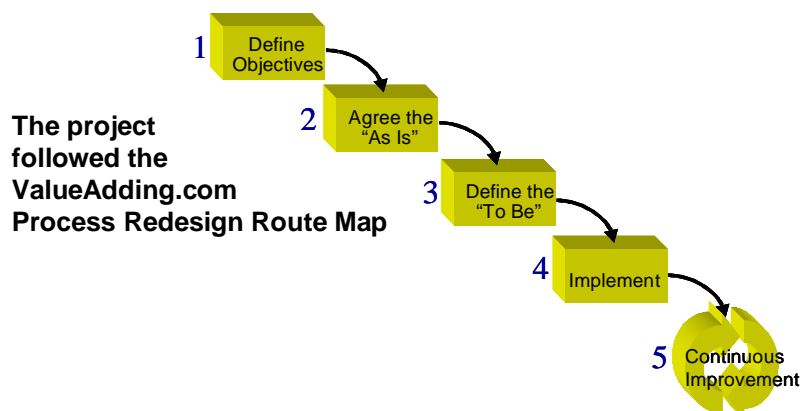 1
Define
Objectives
2
Agree the
“As Is”
The project
followed the
ValueAdding.com
Process Redesign Route Map
3
Define the
“To Be”
4
Implement
5
Continuous
Improvement